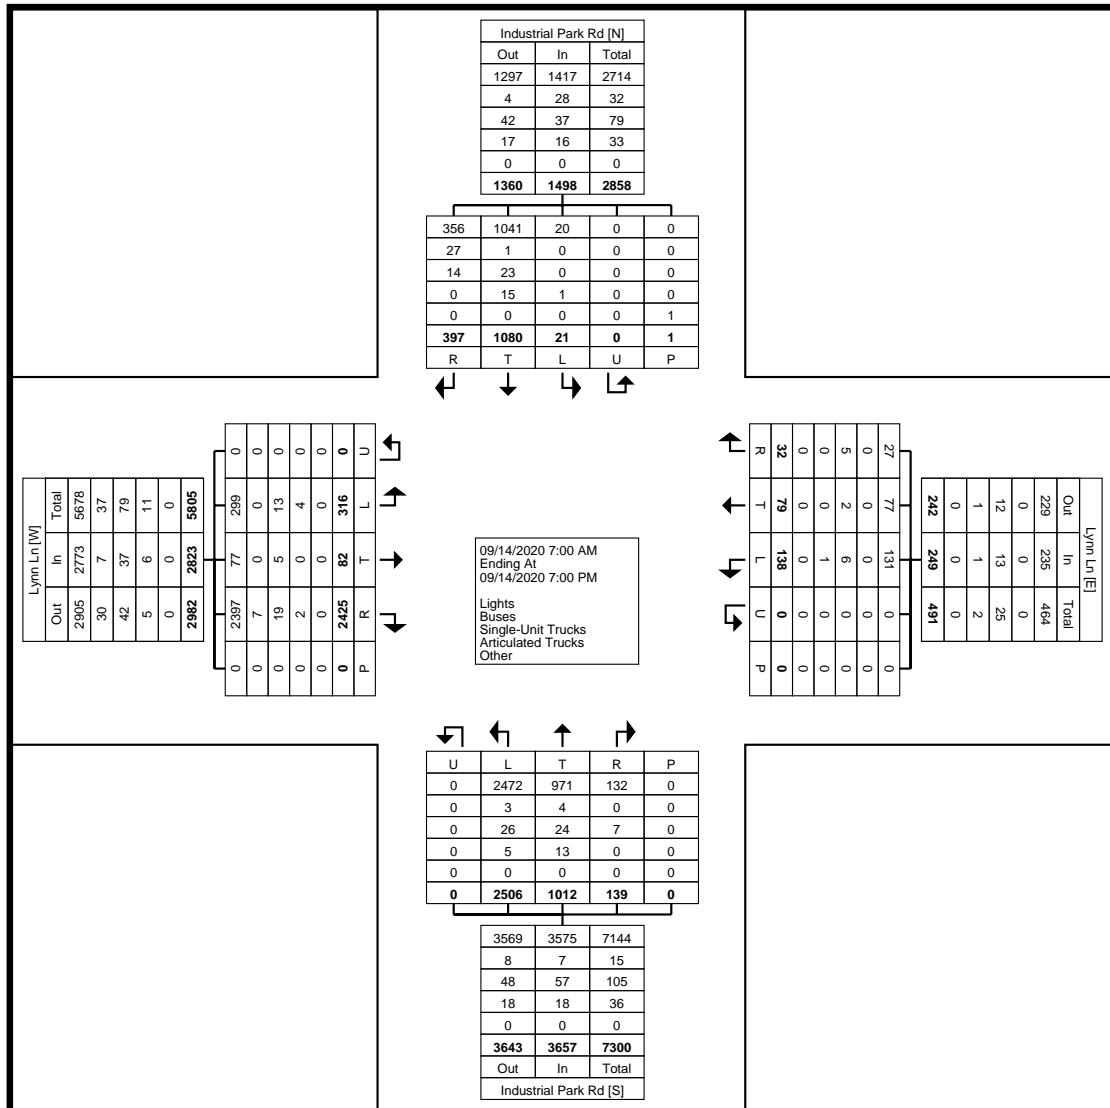 Industrial Park Rd [N]
Out In Total
1297 1417 2714
4 28 32
42 37 79
17 16 33
0 0 0
1360 1498 2858
356 1041 20 0 0
27 1 0 0 0
14 23 0 0 0
0 15 1 0 0
0 0 0 0 1
397 1080 21 0 1
R T L U P
Lynn Ln [W]
Total 5678 37 79 11 0 5805
In 2773 7 37 6 0 2823
Out 2905 30 42 5 0 2982
0 0 0 0 0 0 U
299 0 13 4 0 316 L
77 0 5 0 0 82 T
2397 7 19 2 0 2425 R
0 0 0 0 0 0 P
09/14/2020 7:00 AM
Ending At
09/14/2020 7:00 PM
Lights
Buses
Single-Unit Trucks
Articulated Trucks
Other
R 32 0 0 5 0 27
T 79 0 0 2 0 77
L 138 0 1 6 0 131
U 0 0 0 0 0 0
P 0 0 0 0 0 0
Lynn Ln [E]
Out 229 0 12 1 0 242
In 235 0 13 1 0 249
Total 464 0 25 2 0 491
U L T R P
0 2472 971 132 0
0 3 4 0 0
0 26 24 7 0
0 5 13 0 0
0 0 0 0 0
0 2506 1012 139 0
3569 3575 7144
8 7 15
48 57 105
18 18 36
0 0 0
3643 3657 7300
Out In Total
Industrial Park Rd [S]